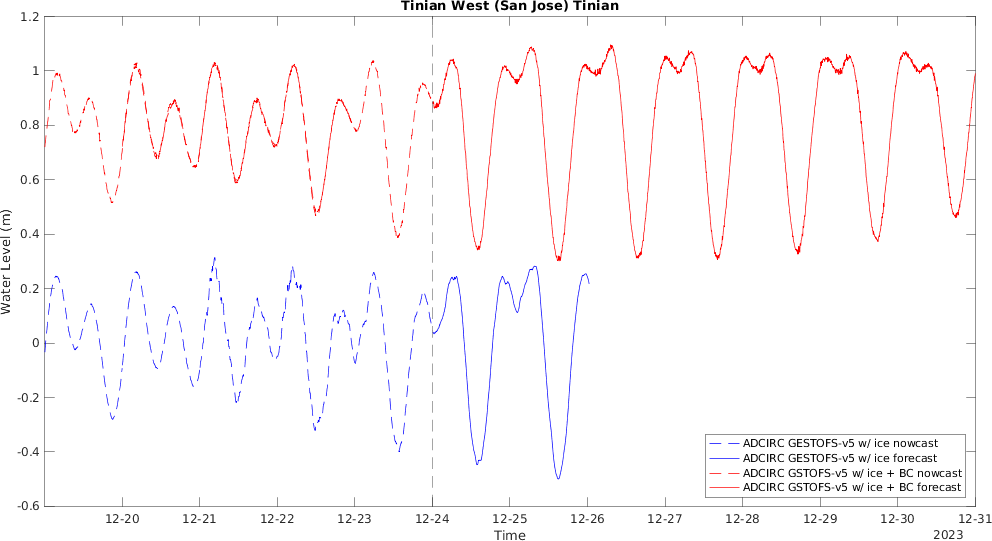 Tinian West (San Jose) Tinian
1.2
1
0.8
0.6
0.4
0.2
0
-0.2
-0.4
-0.6
Water Level (m)
ADCIRC GESTOFS-v5 w/ ice nowcast
ADCIRC GESTOFS-v5 w/ ice forecast
ADCIRC GSTOFS-v5 w/ ice + BC nowcast
ADCIRC GSTOFS-v5 w/ ice + BC forecast
12-20 12-21 12-22 12-23 12-24 12-25 12-26 12-27 12-28 12-29 12-30 12-31
Time
2023